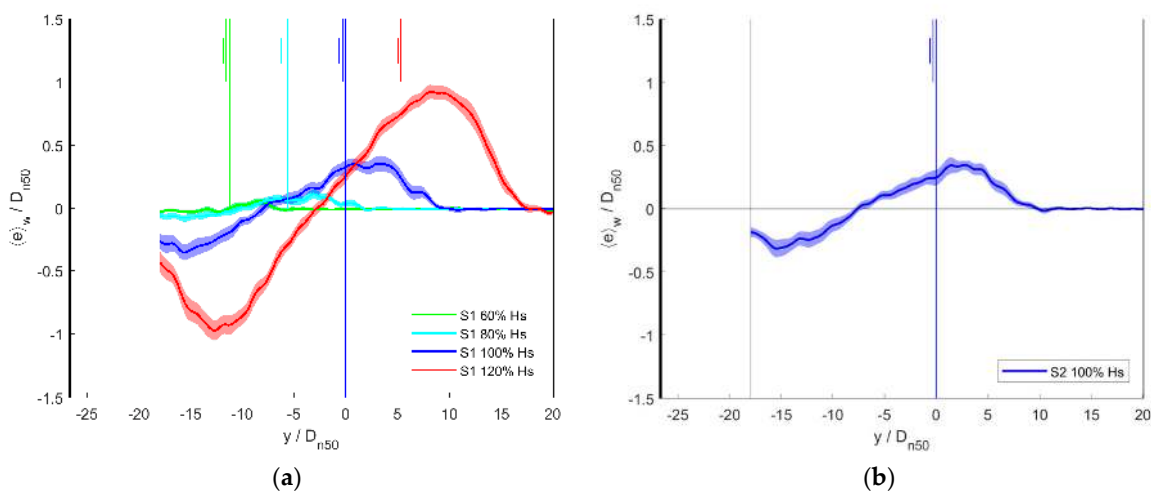 1.5
1
0.5
0
-0.5
-1
-1.5
⟨e⟩w / Dn50
-25 -20 -15 -10 -5 0 5 10 15 20
y / Dn50
S1 60% Hs
S1 80% Hs
S1 100% Hs
S1 120% Hs
(a)
1.5
1
0.5
0
-0.5
-1
-1.5
⟨e⟩w / Dn50
-25 -20 -15 -10 -5 0 5 10 15 20
y / Dn50
S2 100% Hs
(b)